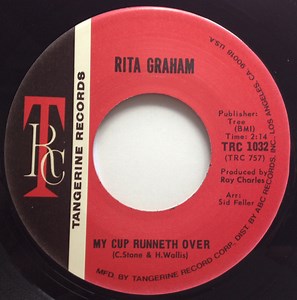 RITA GRAHAM
TRC
TANGERINE RECORDS
Publisher:
Tree
(BMI)
Time: 2:14
TRC 1032
(TRC 757)
Produced by
Ray Charles
Arr:
Sid Feller
MY CUP RUNNETH OVER
(C.Stone & H.Wallis)
MFD. BY TANGERINE RECORD CORP. DIST. BY ABC RECORDS, INC. LOS ANGELES, CA 90018 U.S.A.